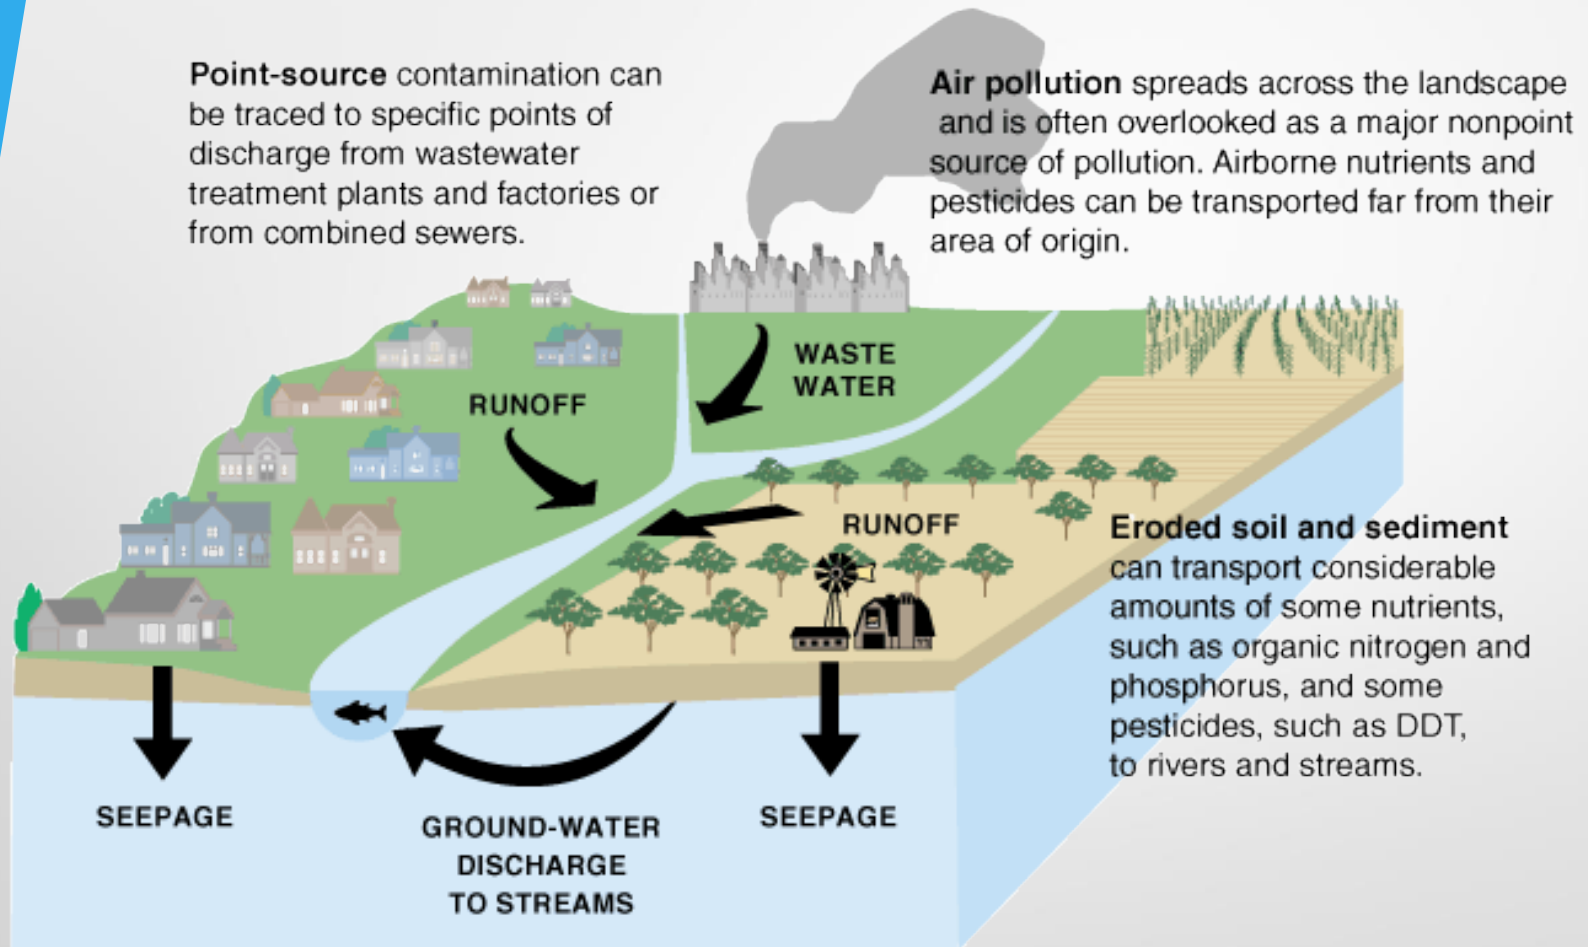 Point-source contamination can
be traced to specific points of
discharge from wastewater
treatment plants and factories or
from combined sewers.
Air pollution spreads across the landscape
and is often overlooked as a major nonpoint
source of pollution. Airborne nutrients and
pesticides can be transported far from their
area of origin.
WASTE
WATER
RUNOFF
RUNOFF
Eroded soil and sediment
can transport considerable
amounts of some nutrients,
such as organic nitrogen and
phosphorus, and some
pesticides, such as DDT,
to rivers and streams.
SEEPAGE
GROUND-WATER
DISCHARGE
TO STREAMS
SEEPAGE